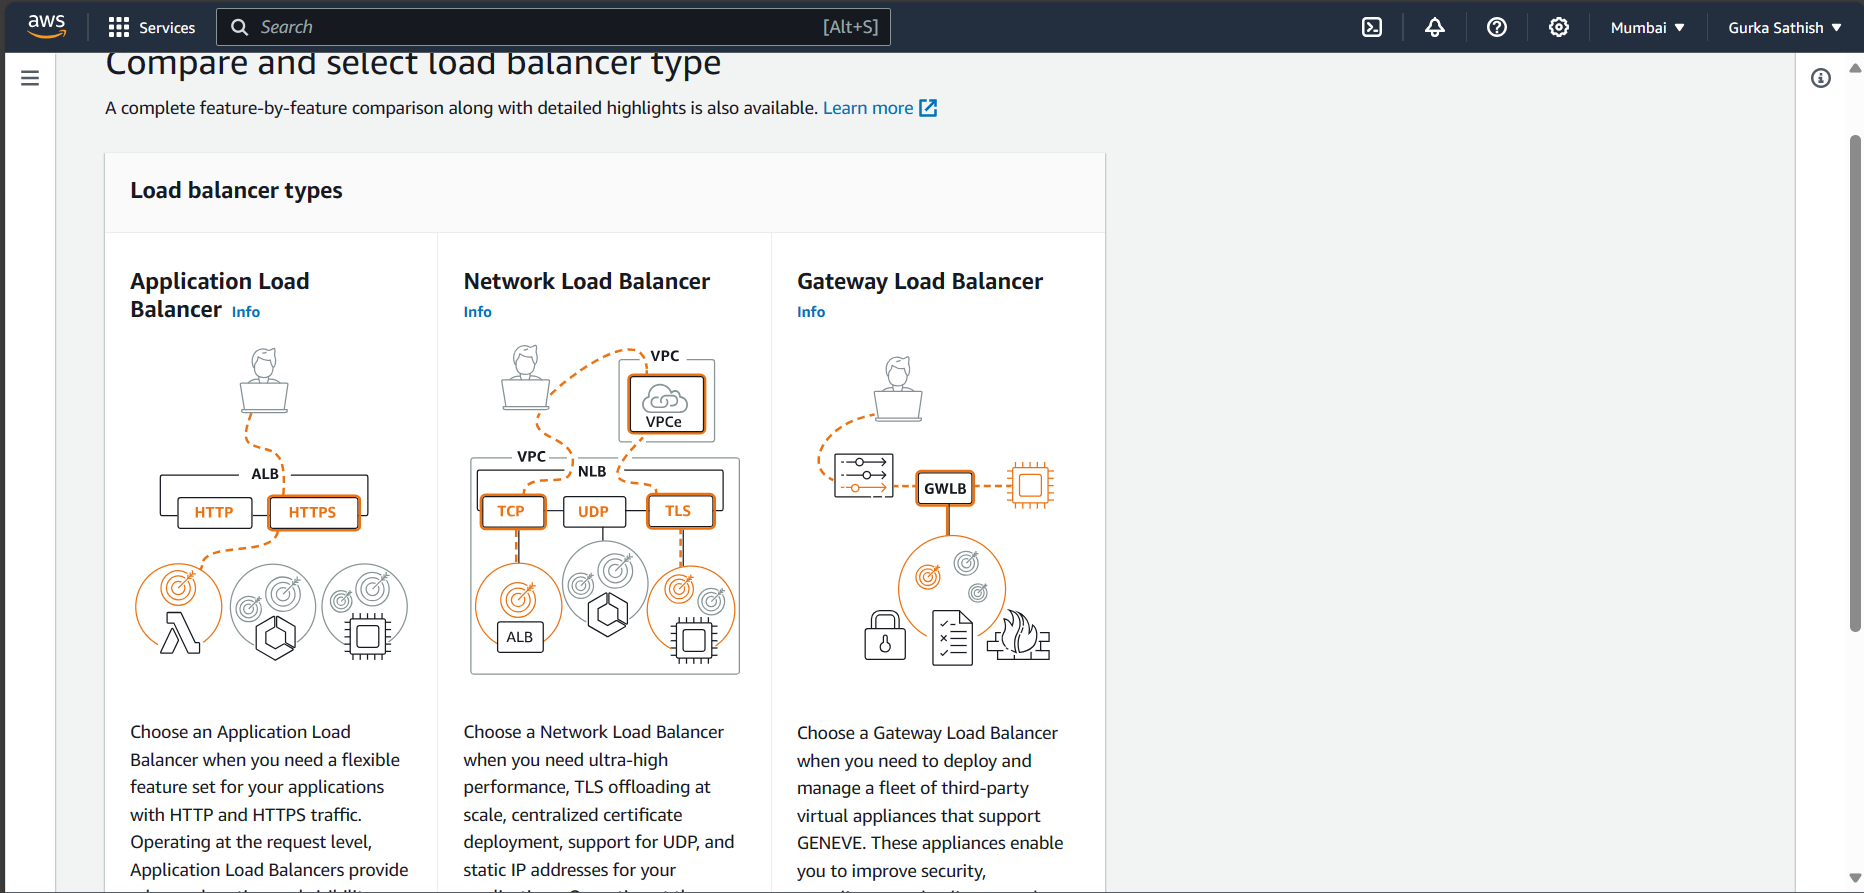 aws
Services
Search
[Alt+S]
Mumbai
Gurka Sathish
Compare and select load balancer type
A complete feature-by-feature comparison along with detailed highlights is also available. Learn more
Load balancer types
Application Load
Balancer Info
ALB
HTTP
HTTPS
Choose an Application Load
Balancer when you need a flexible
feature set for your applications
with HTTP and HTTPS traffic.
Operating at the request level,
Application Load Balancers provide
Network Load Balancer
Info
VPC
VPCe
VPC
NLB
TCP
UDP
TLS
ALB
Choose a Network Load Balancer
when you need ultra-high
performance, TLS offloading at
scale, centralized certificate
deployment, support for UDP, and
static IP addresses for your
Gateway Load Balancer
Info
GWLB
Choose a Gateway Load Balancer
when you need to deploy and
manage a fleet of third-party
virtual appliances that support
GENEVE. These appliances enable
you to improve security,